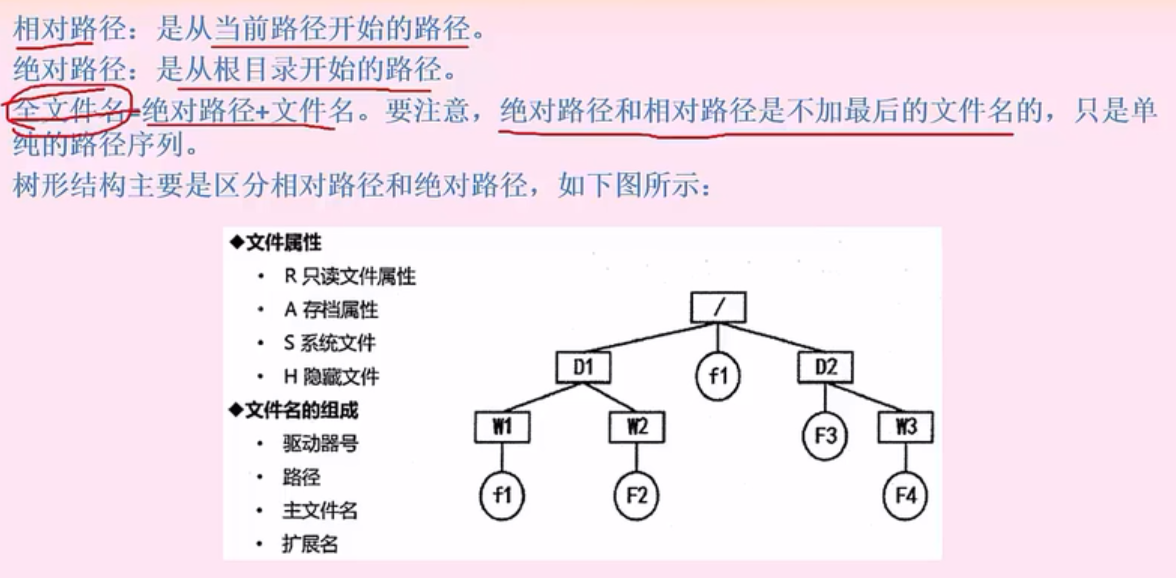 相对路径：是从当前路径开始的路径。
绝对路径：是从根目录开始的路径。
全文件名=绝对路径+文件名。要注意，绝对路径和相对路径是不加最后的文件名的，只是单
纯的路径序列。
树形结构主要是区分相对路径和绝对路径，如下图所示：
◆文件属性
• R 只读文件属性
• A 存档属性
• S 系统文件
• H 隐藏文件
◆文件名的组成
• 驱动器号
• 路径
• 主文件名
• 扩展名
/
D1
f1
D2
W1
W2
F3
W3
f1
F2
F4